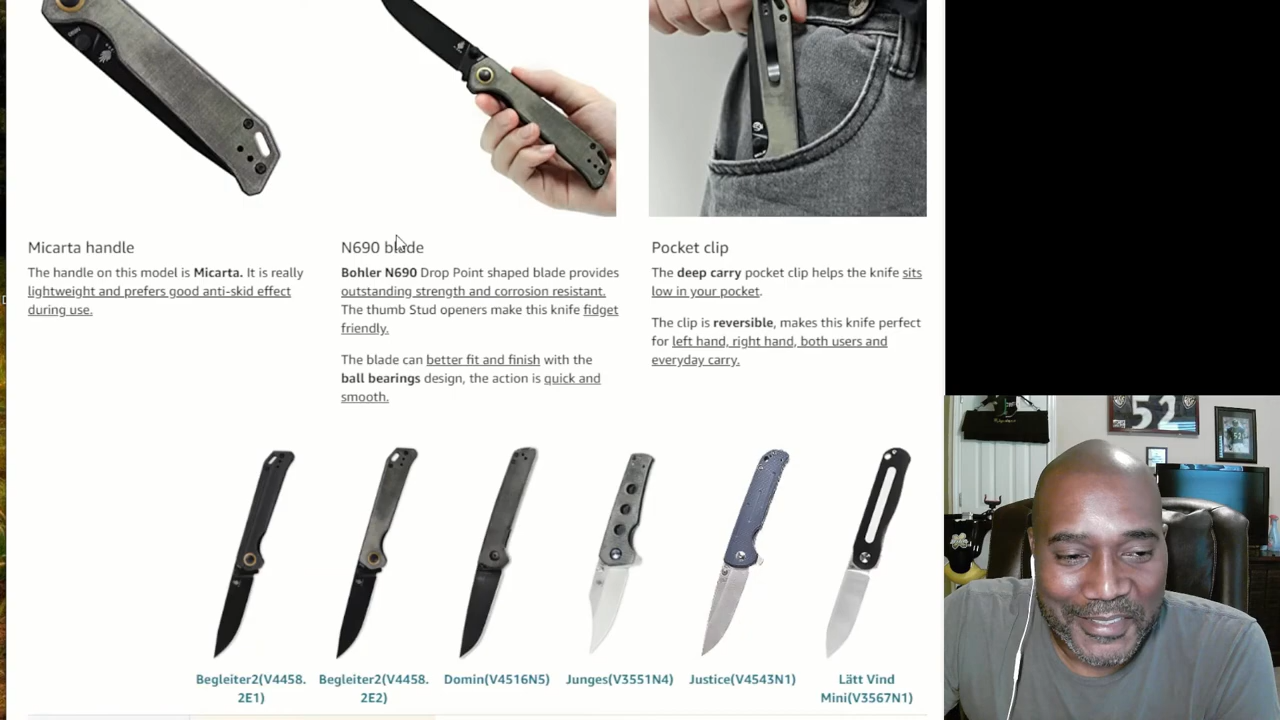 Micarta handle
The handle on this model is Micarta. It is really
lightweight and prefers good anti-skid effect
during use.
N690 blade
Bohler N690 Drop Point shaped blade provides
outstanding strength and corrosion resistant.
The thumb Stud openers make this knife fidget
friendly.
The blade can better fit and finish with the
ball bearings design, the action is quick and
smooth.
Pocket clip
The deep carry pocket clip helps the knife sits
low in your pocket.
The clip is reversible, makes this knife perfect
for left hand, right hand, both users and
everyday carry.
Begleiter2(V4458.
2E1)
Begleiter2(V4458.
2E2)
Domin(V4516N5)
Junges(V3551N4)
Justice(V4543N1)
Lätt Vind
Mini(V3567N1)
52
52